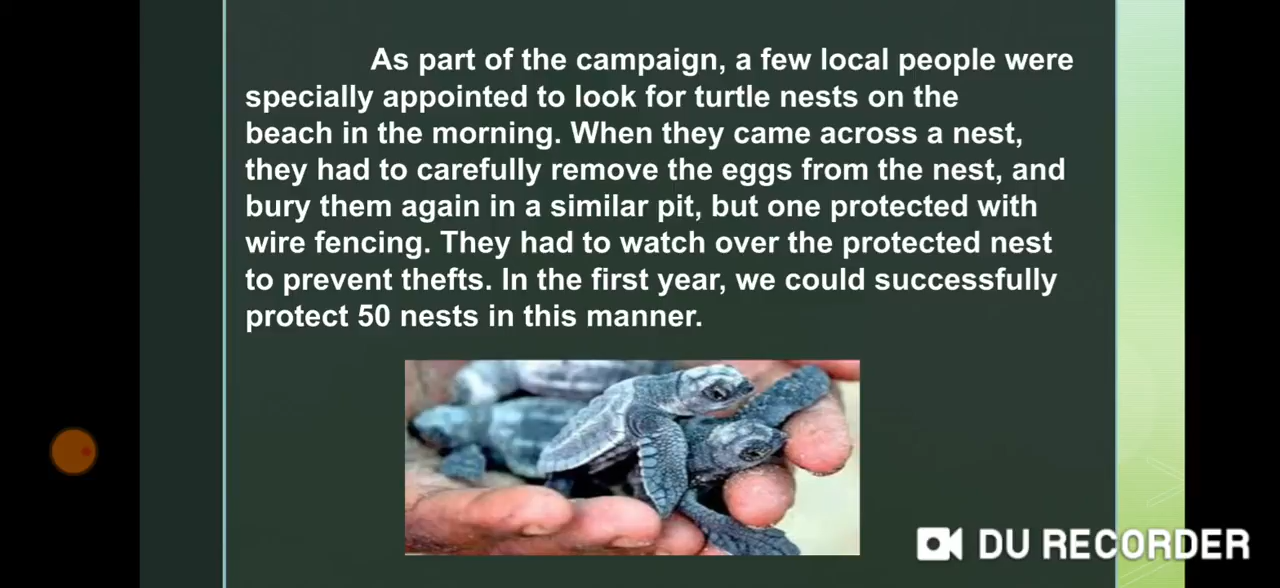 As part of the campaign, a few local people were
specially appointed to look for turtle nests on the
beach in the morning. When they came across a nest,
they had to carefully remove the eggs from the nest, and
bury them again in a similar pit, but one protected with
wire fencing. They had to watch over the protected nest
to prevent thefts. In the first year, we could successfully
protect 50 nests in this manner.
DU RECORDER